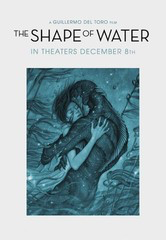 A GUILLERMO DEL TORO FILM
THE SHAPE OF WATER
IN THEATERS DECEMBER 8TH